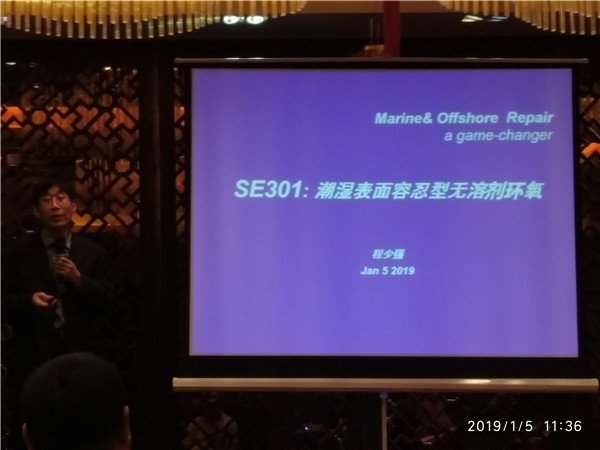 Marine& Offshore Repair
a game-changer
SE301: 潮湿表面容忍型无溶剂环氧
程少强
Jan 5 2019
2019/1/5 11:36